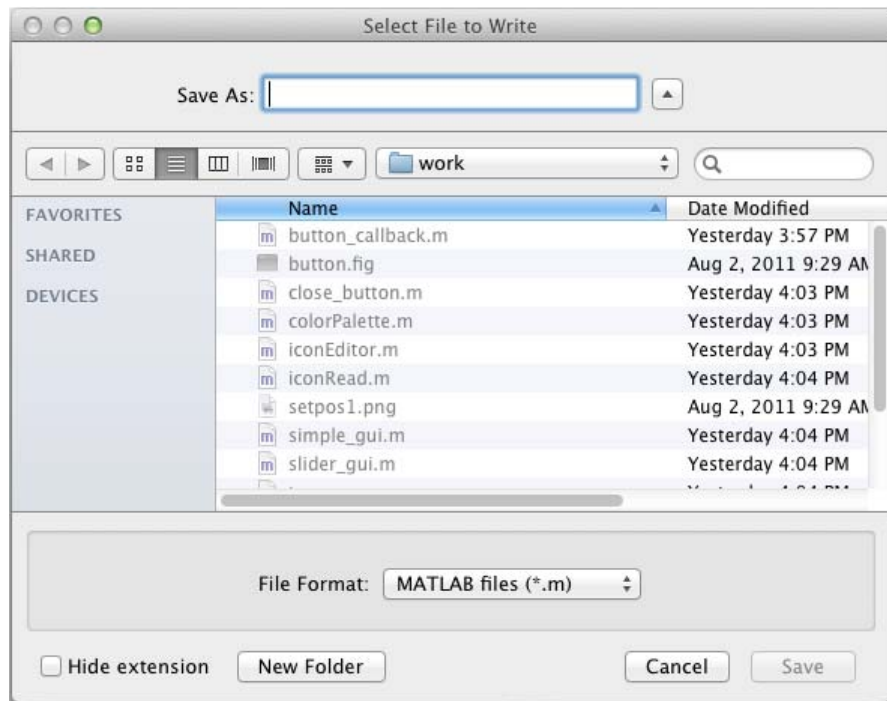 Select File to Write
Save As:
work
FAVORITES
SHARED
DEVICES
Name Date Modified
button_callback.m Yesterday 3:57 PM
button.fig Aug 2, 2011 9:29 AM
close_button.m Yesterday 4:03 PM
colorPalette.m Yesterday 4:03 PM
iconEditor.m Yesterday 4:03 PM
iconRead.m Yesterday 4:04 PM
setpos1.png Aug 2, 2011 9:29 AM
simple_gui.m Yesterday 4:04 PM
slider_gui.m Yesterday 4:04 PM
File Format: MATLAB files (*.m)
Hide extension New Folder Cancel Save